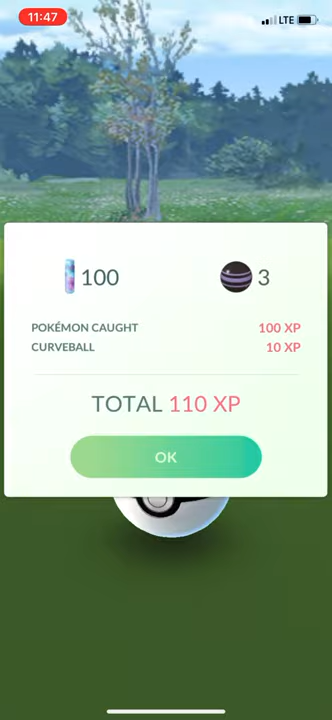 11:47
LTE
100
3
POKÉMON CAUGHT 100 XP
CURVEBALL 10 XP
TOTAL 110 XP
OK